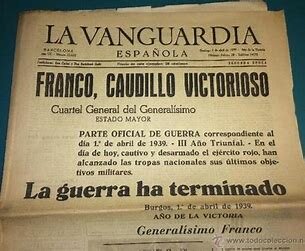 LA VANGUARDIA
BARCELONA
ESPAÑOLA
FRANCO, CAUDILLO VICTORIOSO
Cuartel General del Generalísimo
ESTADO MAYOR
PARTE OFICIAL DE GUERRA correspondiente al
día 1.º de abril de 1939. - III Año Triunfal. - En el
día de hoy, cautivo y desarmado el ejército rojo, han
han alcanzado las tropas nacionales sus últimos obje-
tivos militares.
La guerra ha terminado
Burgos, 1.º de abril de 1939.
AÑO DE LA VICTORIA
Generalísimo Franco
todocoleccion